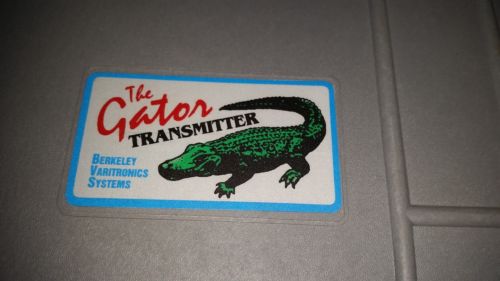 The
Gator
TRANSMITTER
BERKELEY
VARITRONICS
SYSTEMS